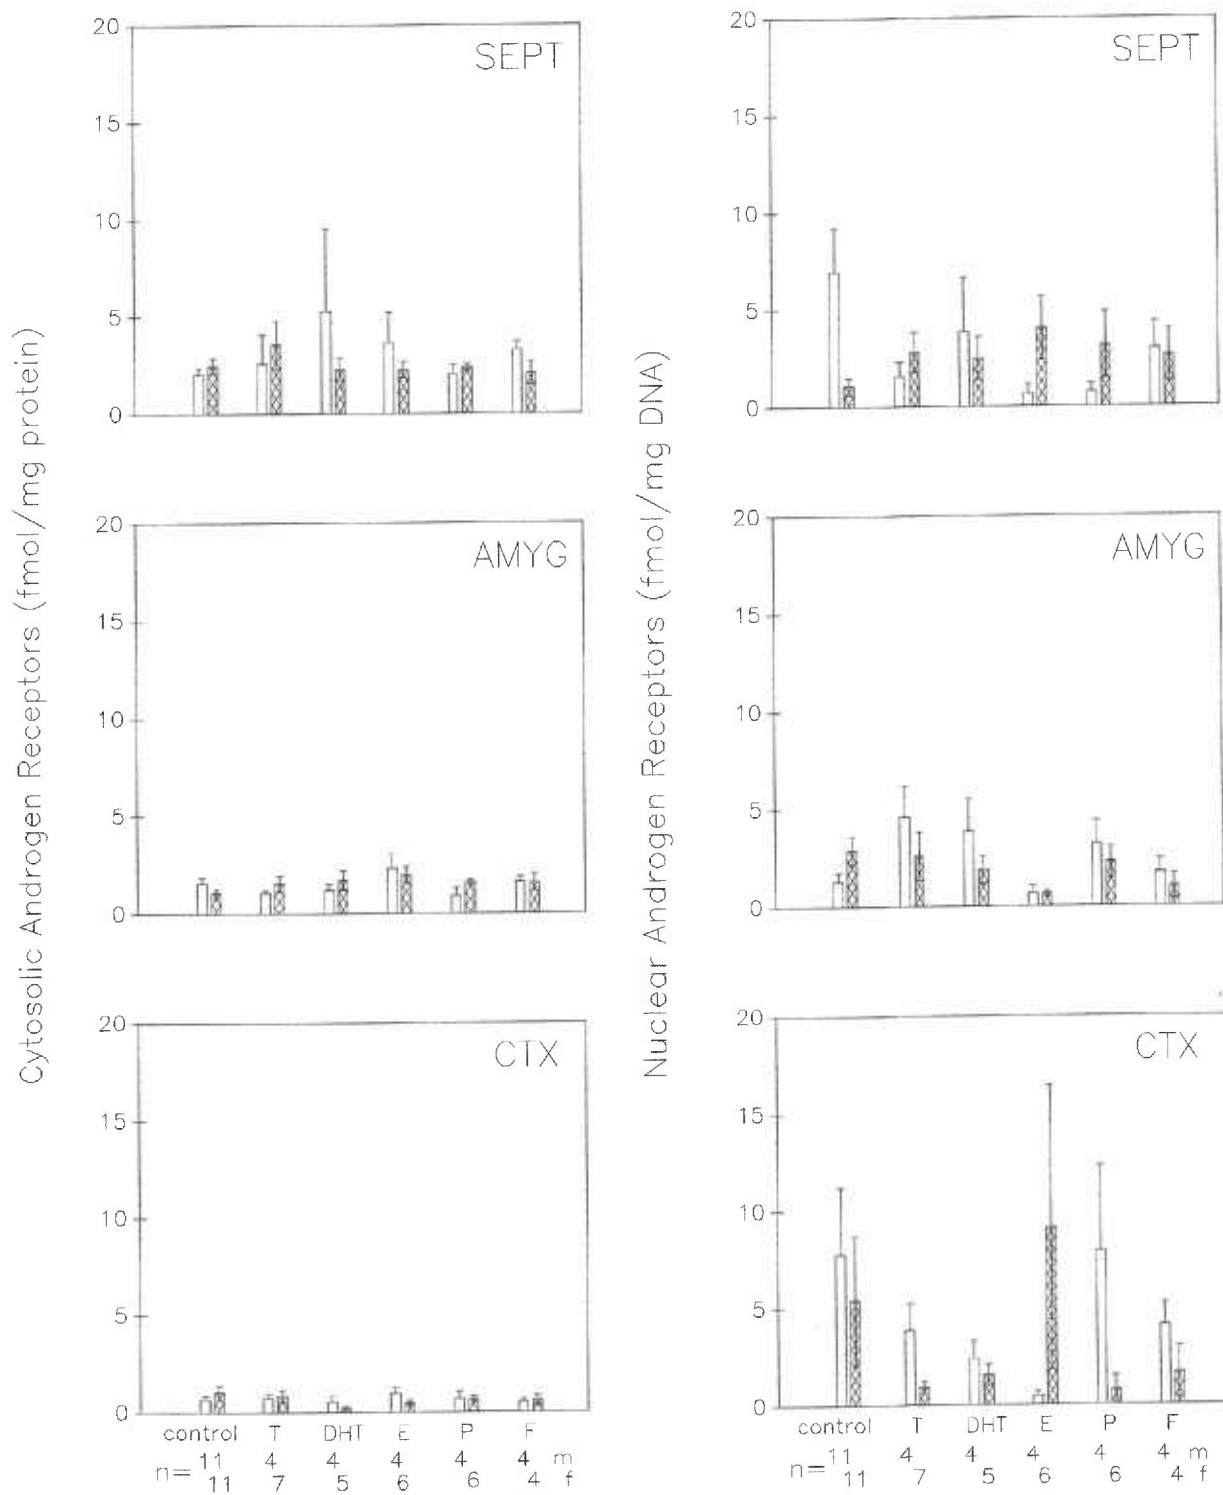 Cytosolic Androgen Receptors (fmol/mg protein)
20
15
10
5
0
SEPT
20
15
10
5
0
AMYG
20
15
10
5
0
CTX
control T DHT E P F
n= 11 4 4 4 4 4 m
11 7 5 6 6 4 f
Nuclear Androgen Receptors (fmol/mg DNA)
20
15
10
5
0
SEPT
20
15
10
5
0
AMYG
20
15
10
5
0
CTX
control T DHT E P F
n= 11 4 4 4 4 4 m
11 7 5 6 6 4 f